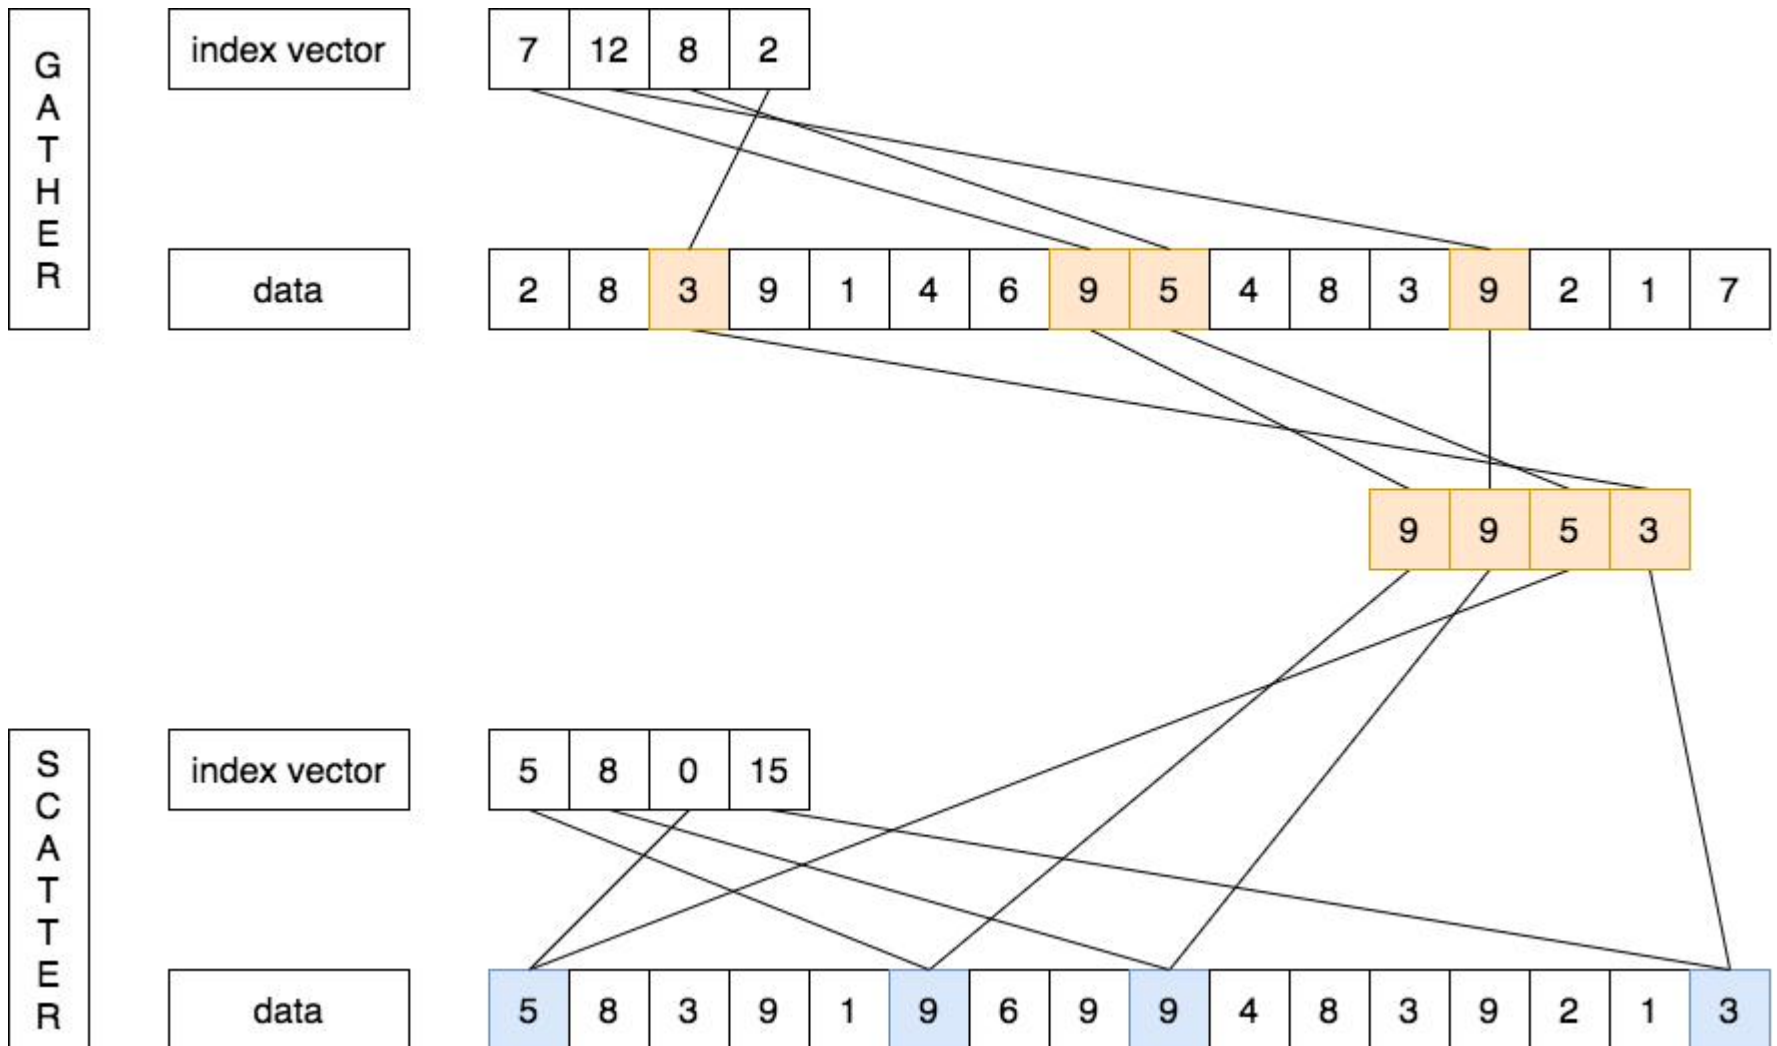 GATHER
index vector
7 12 8 2
data
2 8 3 9 1 4 6 9 5 4 8 3 9 2 1 7
9 9 5 3
SCATTER
index vector
5 8 0 15
data
5 8 3 9 1 9 6 9 9 4 8 3 9 2 1 3